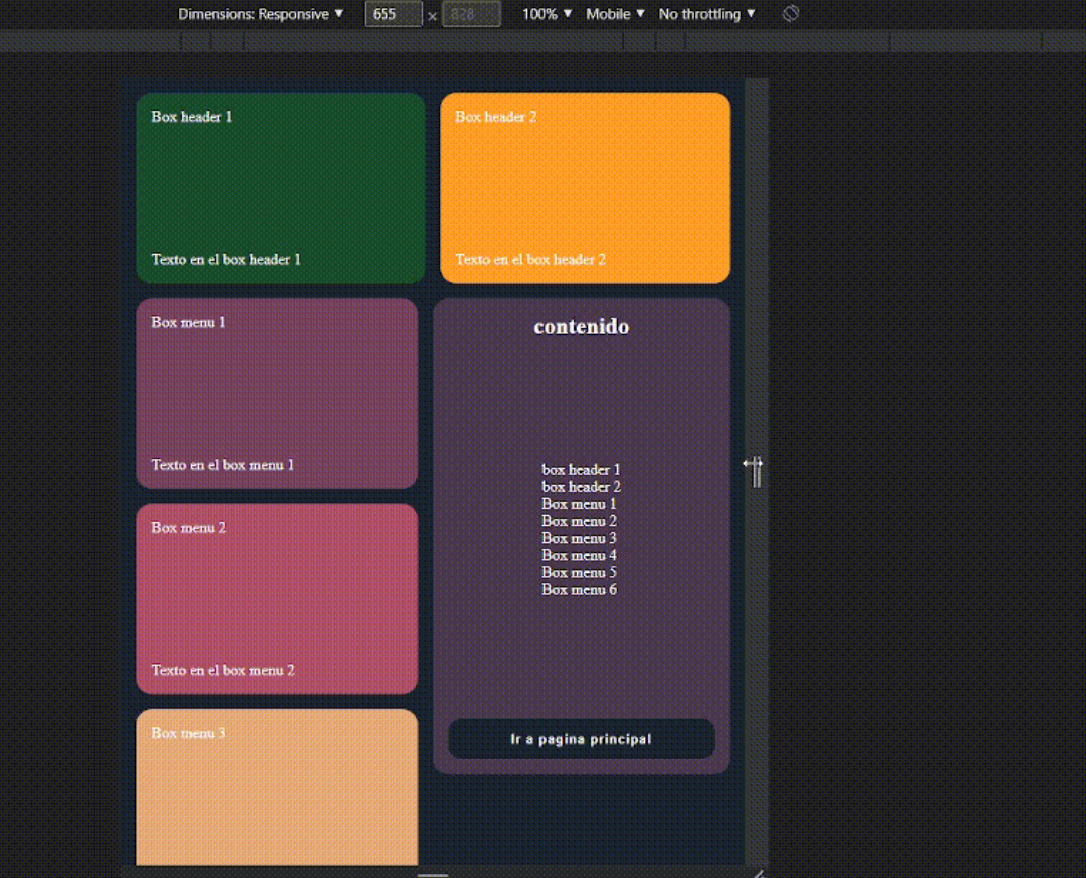 Dimensions: Responsive ▼ 655 × 828 100% ▼ Mobile ▼ No throttling ▼
Box header 1
Texto en el box header 1
Box header 2
Texto en el box header 2
Box menu 1
Texto en el box menu 1
Box menu 2
Texto en el box menu 2
Box menu 3
contenido
box header 1
box header 2
Box menu 1
Box menu 2
Box menu 3
Box menu 4
Box menu 5
Box menu 6
Ir a pagina principal